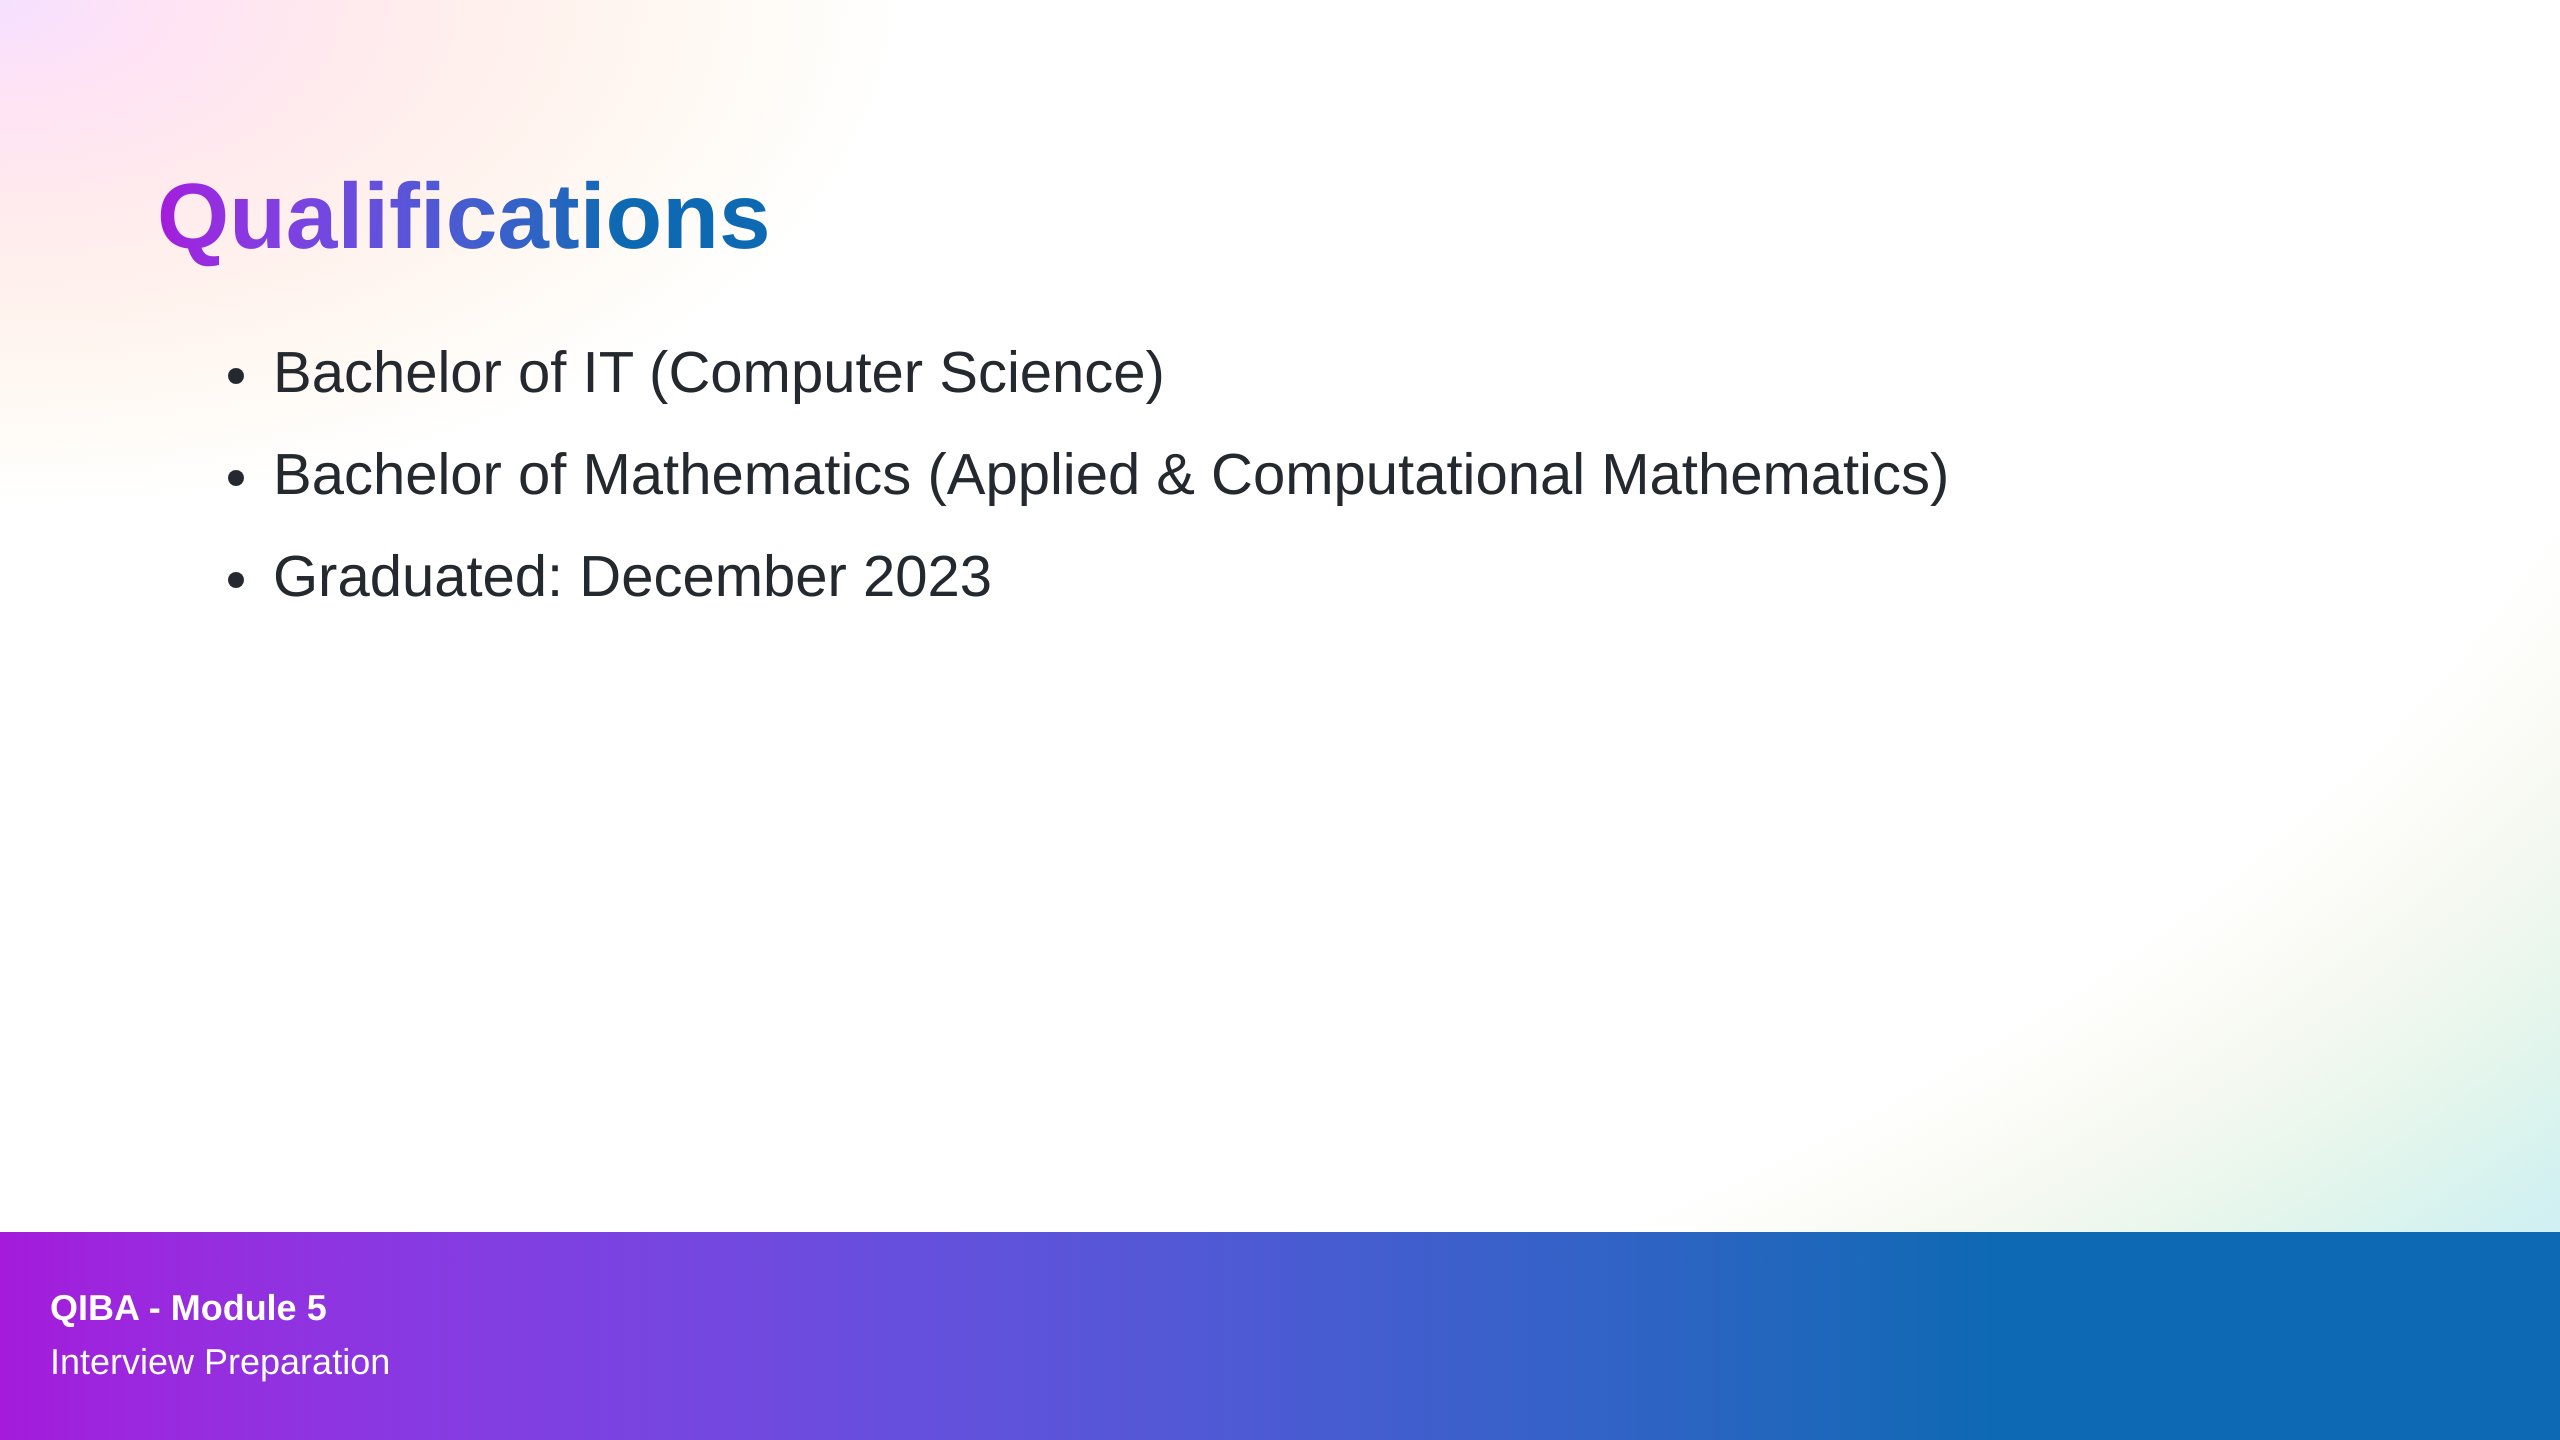 Qualifications
• Bachelor of IT (Computer Science)
• Bachelor of Mathematics (Applied & Computational Mathematics)
• Graduated: December 2023
QIBA - Module 5
Interview Preparation